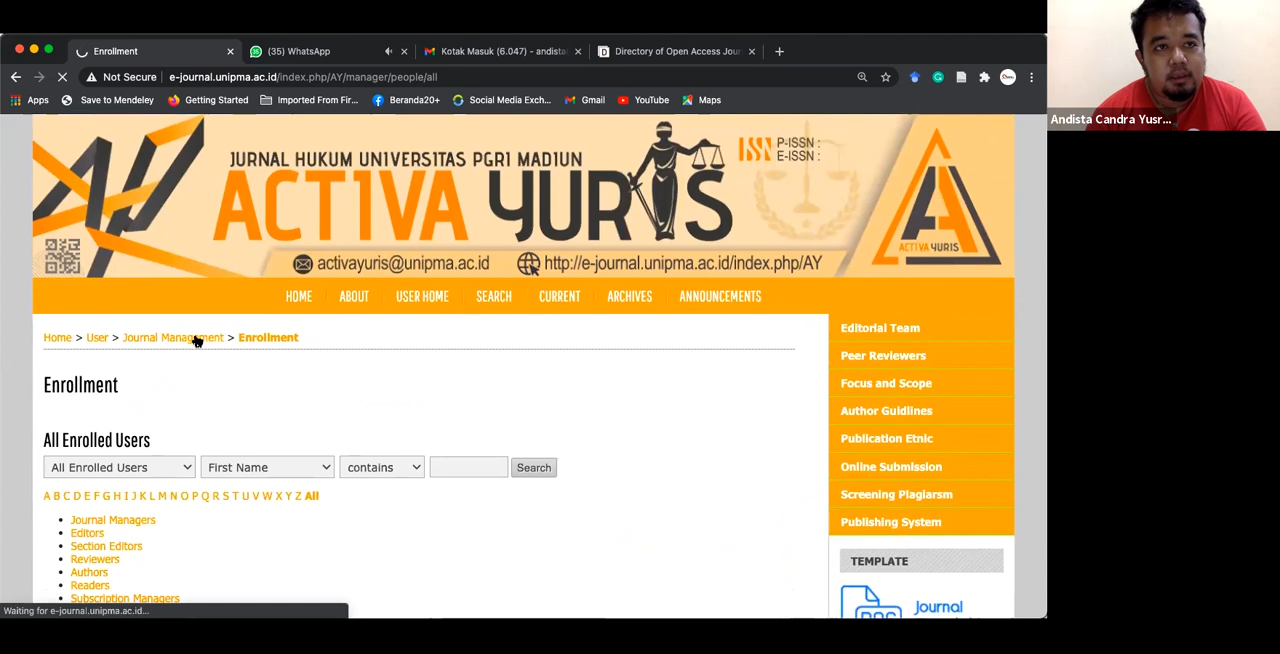 Enrollment
(35) WhatsApp
Kotak Masuk (6.047) - andista
Directory of Open Access Jour
Not Secure
e-journal.unipma.ac.id/index.php/AY/manager/people/all
Apps
Save to Mendeley
Getting Started
Imported From Fir...
Beranda20+
Social Media Exch...
Gmail
YouTube
Maps
Andista Candra Yusr...
JURNAL HUKUM UNIVERSITAS PGRI MADIUN
ACTIVA YURIS
ISSN
P-ISSN :
E-ISSN :
activayuris@unipma.ac.id
http://e-journal.unipma.ac.id/index.php/AY
ACTIVA YURIS
HOME ABOUT USER HOME SEARCH CURRENT ARCHIVES ANNOUNCEMENTS
Home > User > Journal Management > Enrollment
Enrollment
All Enrolled Users
All Enrolled Users First Name contains Search
A B C D E F G H I J K L M N O P Q R S T U V W X Y Z All
Journal Managers
Editors
Section Editors
Reviewers
Authors
Readers
Subscription Managers
Waiting for e-journal.unipma.ac.id...
Editorial Team
Peer Reviewers
Focus and Scope
Author Guidlines
Publication Etnic
Online Submission
Screening Plagiarsm
Publishing System
TEMPLATE
Journal